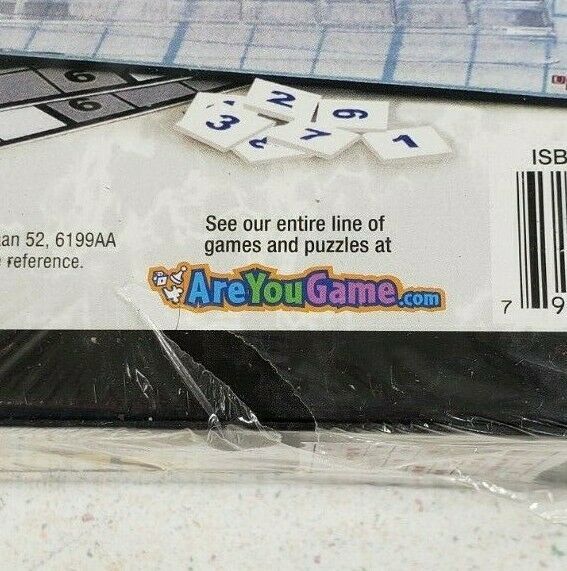 6
6
2
6
3
7
1
ISB
an 52, 6199AA
reference.
See our entire line of
games and puzzles at
AreYouGame.com
7 9